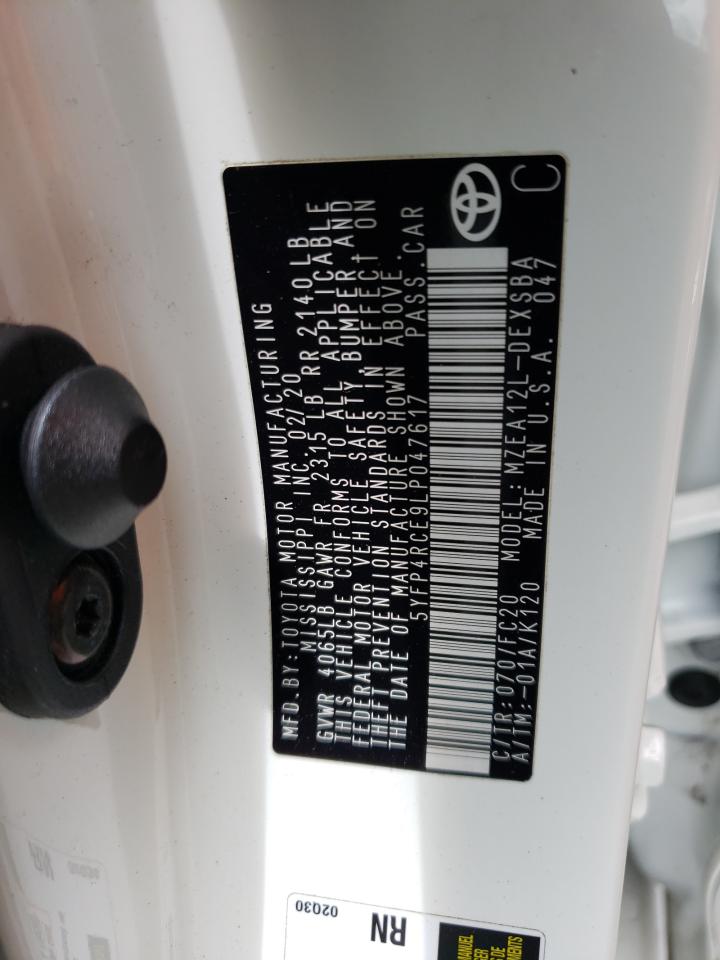 MFD.BY:TOYOTA MOTOR MANUFACTURING
MISSISSIPPI INC. 02/20
GVWR 4065LB GAWR FR 2315LB RR 2140LB
THIS VEHICLE CONFORMS TO ALL APPLICABLE
FEDERAL MOTOR VEHICLE SAFETY, BUMPER, AND
THEFT PREVENTION STANDARDS IN EFFECT ON
THE DATE OF MANUFACTURE SHOWN ABOVE.
5YFP4RCE9LP047617 PASS.CAR
C/TR:070/FC20 MODEL:MZEA12L-DEXSBA
A/TM:-01A/K120 MADE IN U.S.A. 047
C
02Q30
RN
MANUEL